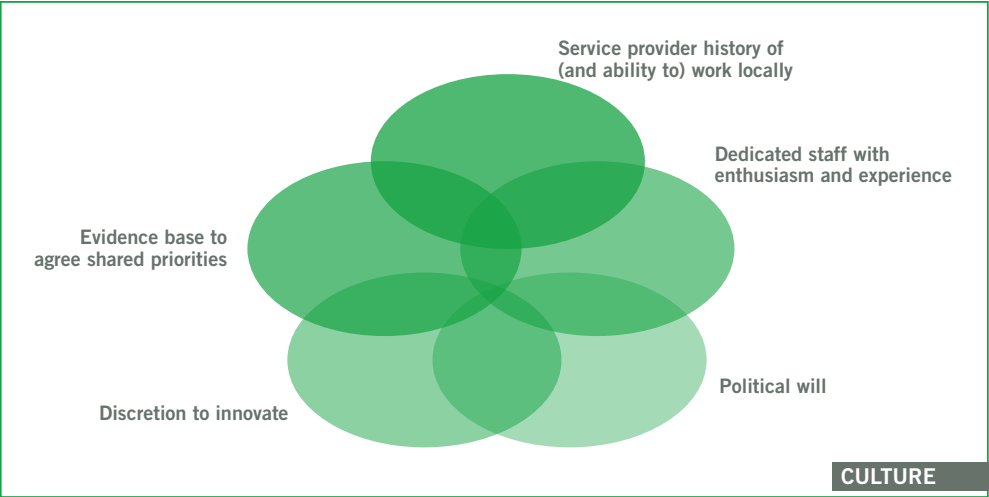 Service provider history of
(and ability to) work locally
Dedicated staff with
enthusiasm and experience
Evidence base to
agree shared priorities
Political will
Discretion to innovate
CULTURE